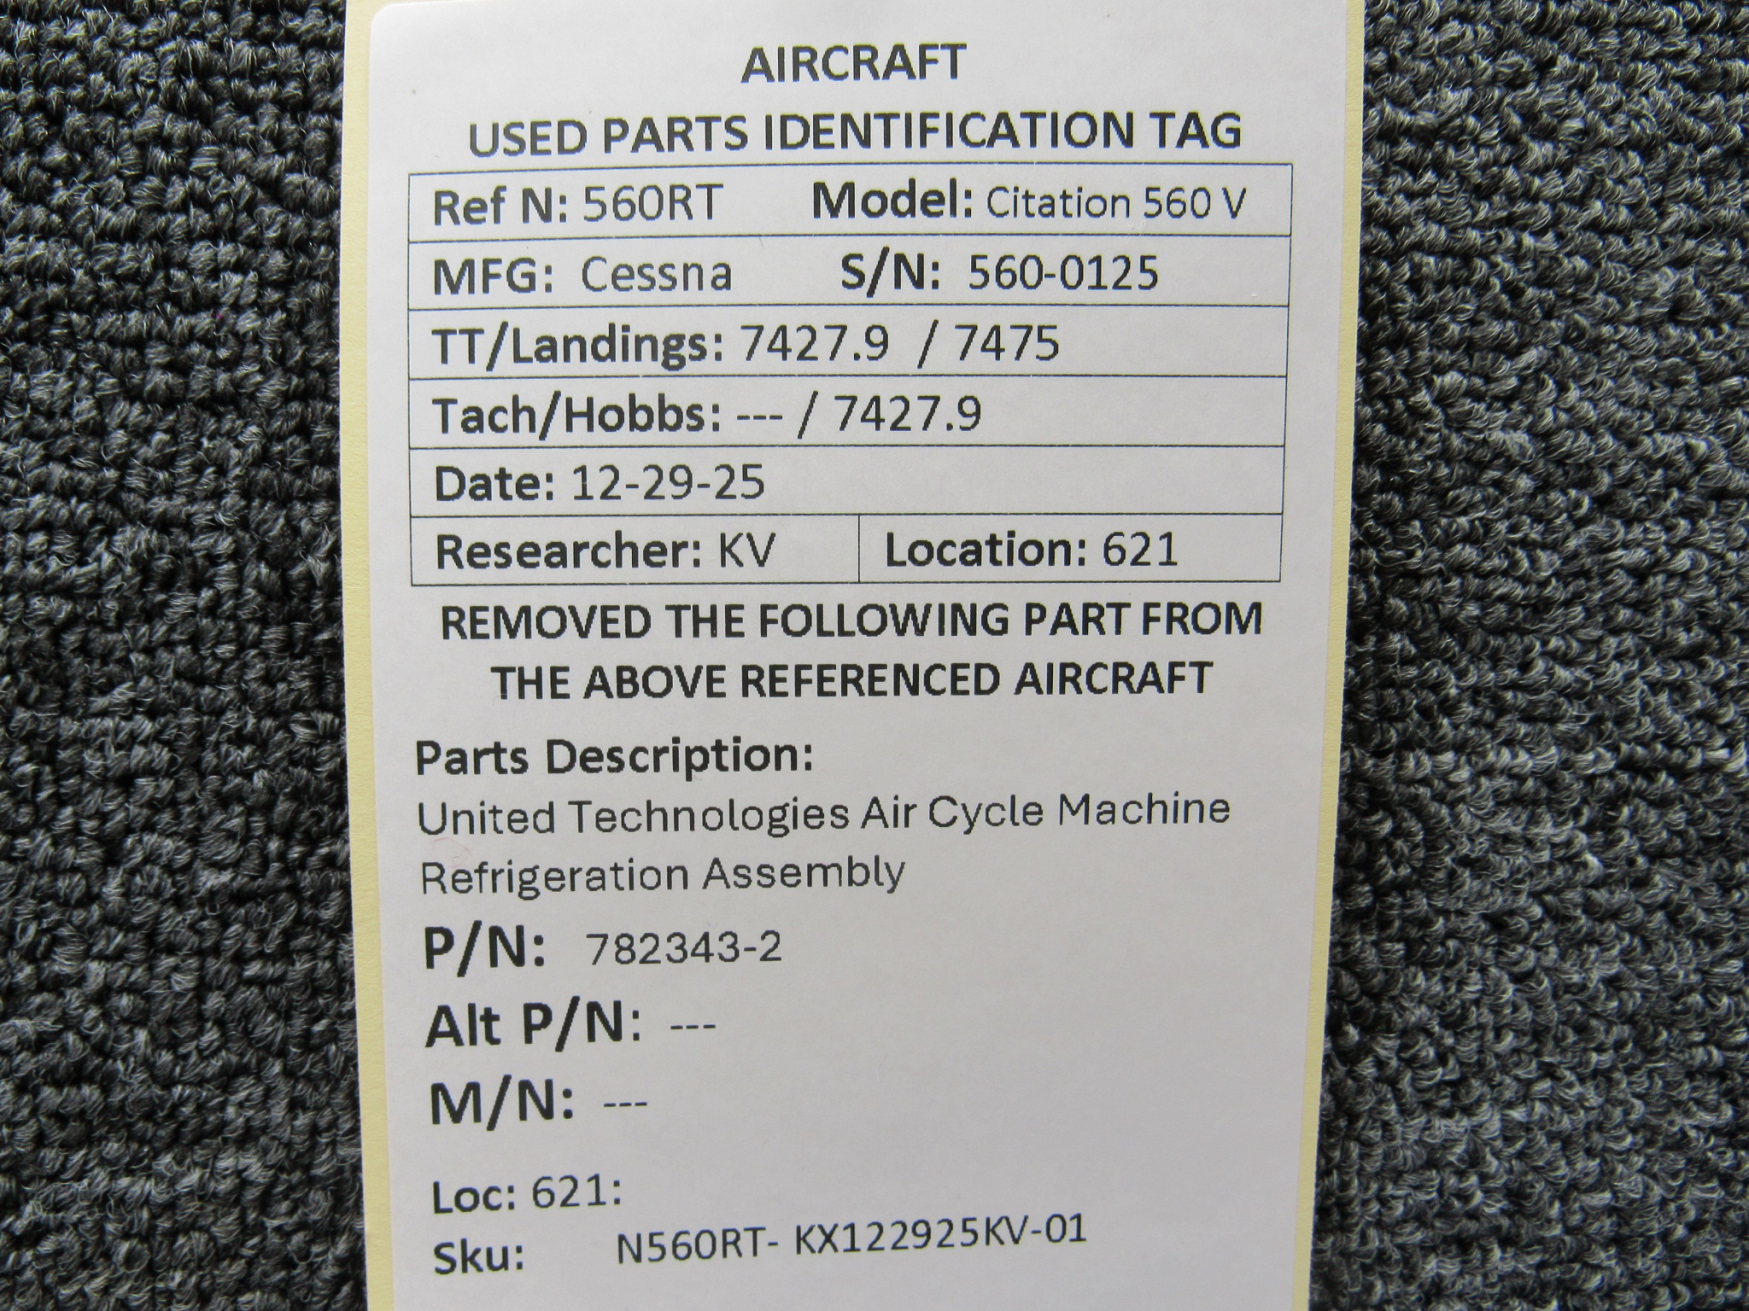 AIRCRAFT
USED PARTS IDENTIFICATION TAG
Ref N: 560RT Model: Citation 560 V
MFG: Cessna S/N: 560-0125
TT/Landings: 7427.9 / 7475
Tach/Hobbs: --- / 7427.9
Date: 12-29-25
Researcher: KV Location: 621
REMOVED THE FOLLOWING PART FROM
THE ABOVE REFERENCED AIRCRAFT
Parts Description:
United Technologies Air Cycle Machine
Refrigeration Assembly
P/N: 782343-2
Alt P/N: ---
M/N: ---
Loc: 621:
Sku: N560RT- KX122925KV-01